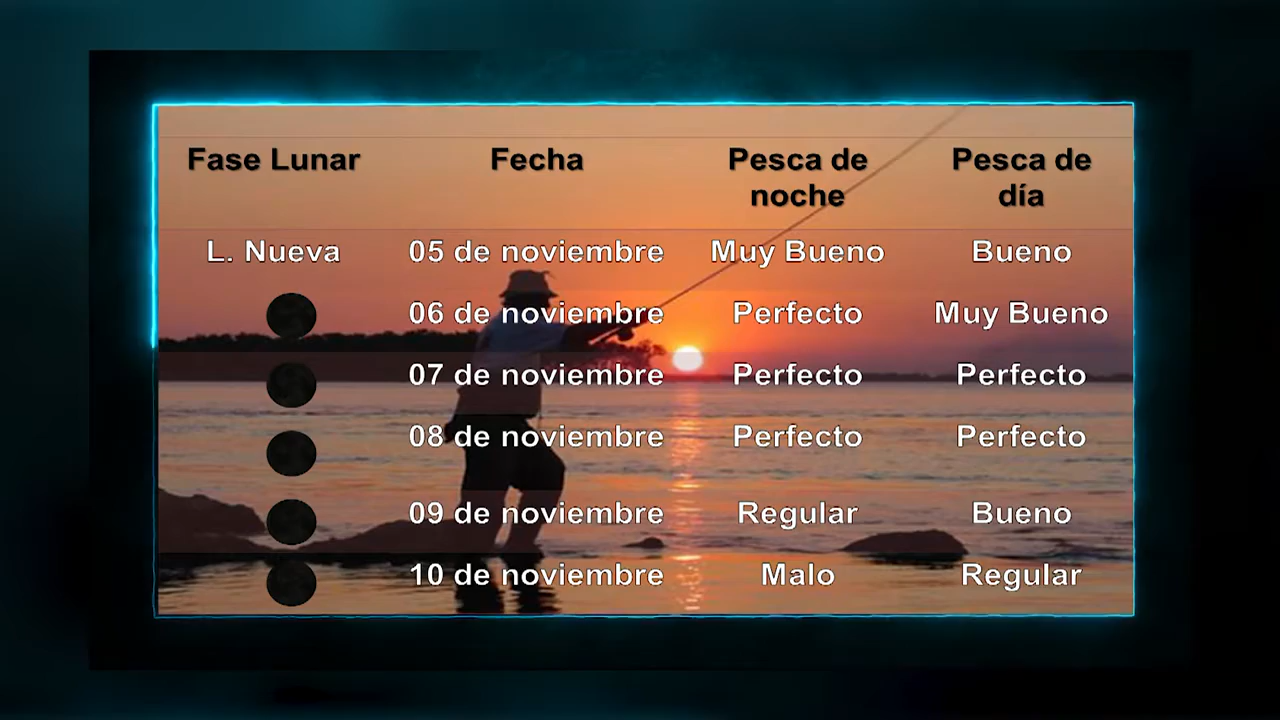 Fase Lunar Fecha Pesca de noche Pesca de día
L. Nueva 05 de noviembre Muy Bueno Bueno
06 de noviembre Perfecto Muy Bueno
07 de noviembre Perfecto Perfecto
08 de noviembre Perfecto Perfecto
09 de noviembre Regular Bueno
10 de noviembre Malo Regular